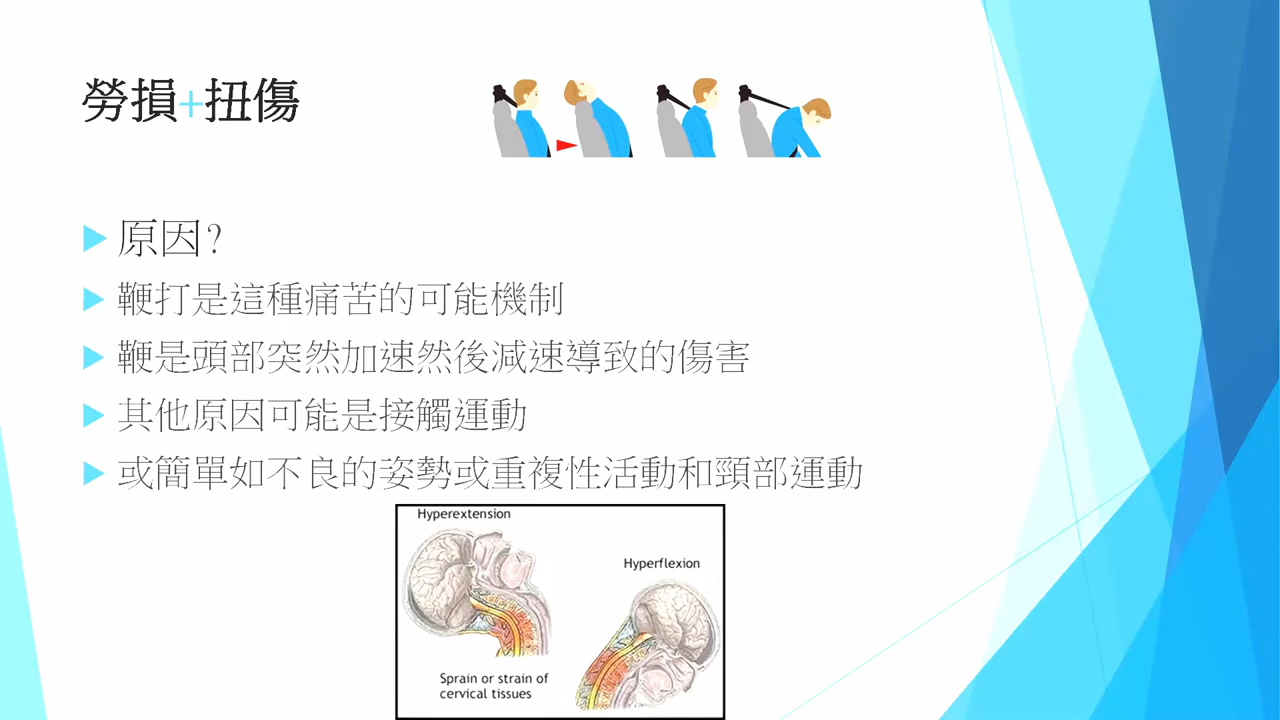 勞損+扭傷
原因?
鞭打是這種痛苦的可能機制
鞭是頭部突然加速然後減速導致的傷害
其他原因可能是接觸運動
或簡單如不良的姿勢或重複性活動和頸部運動
Hyperextension
Hyperflexion
Sprain or strain of
cervical tissues